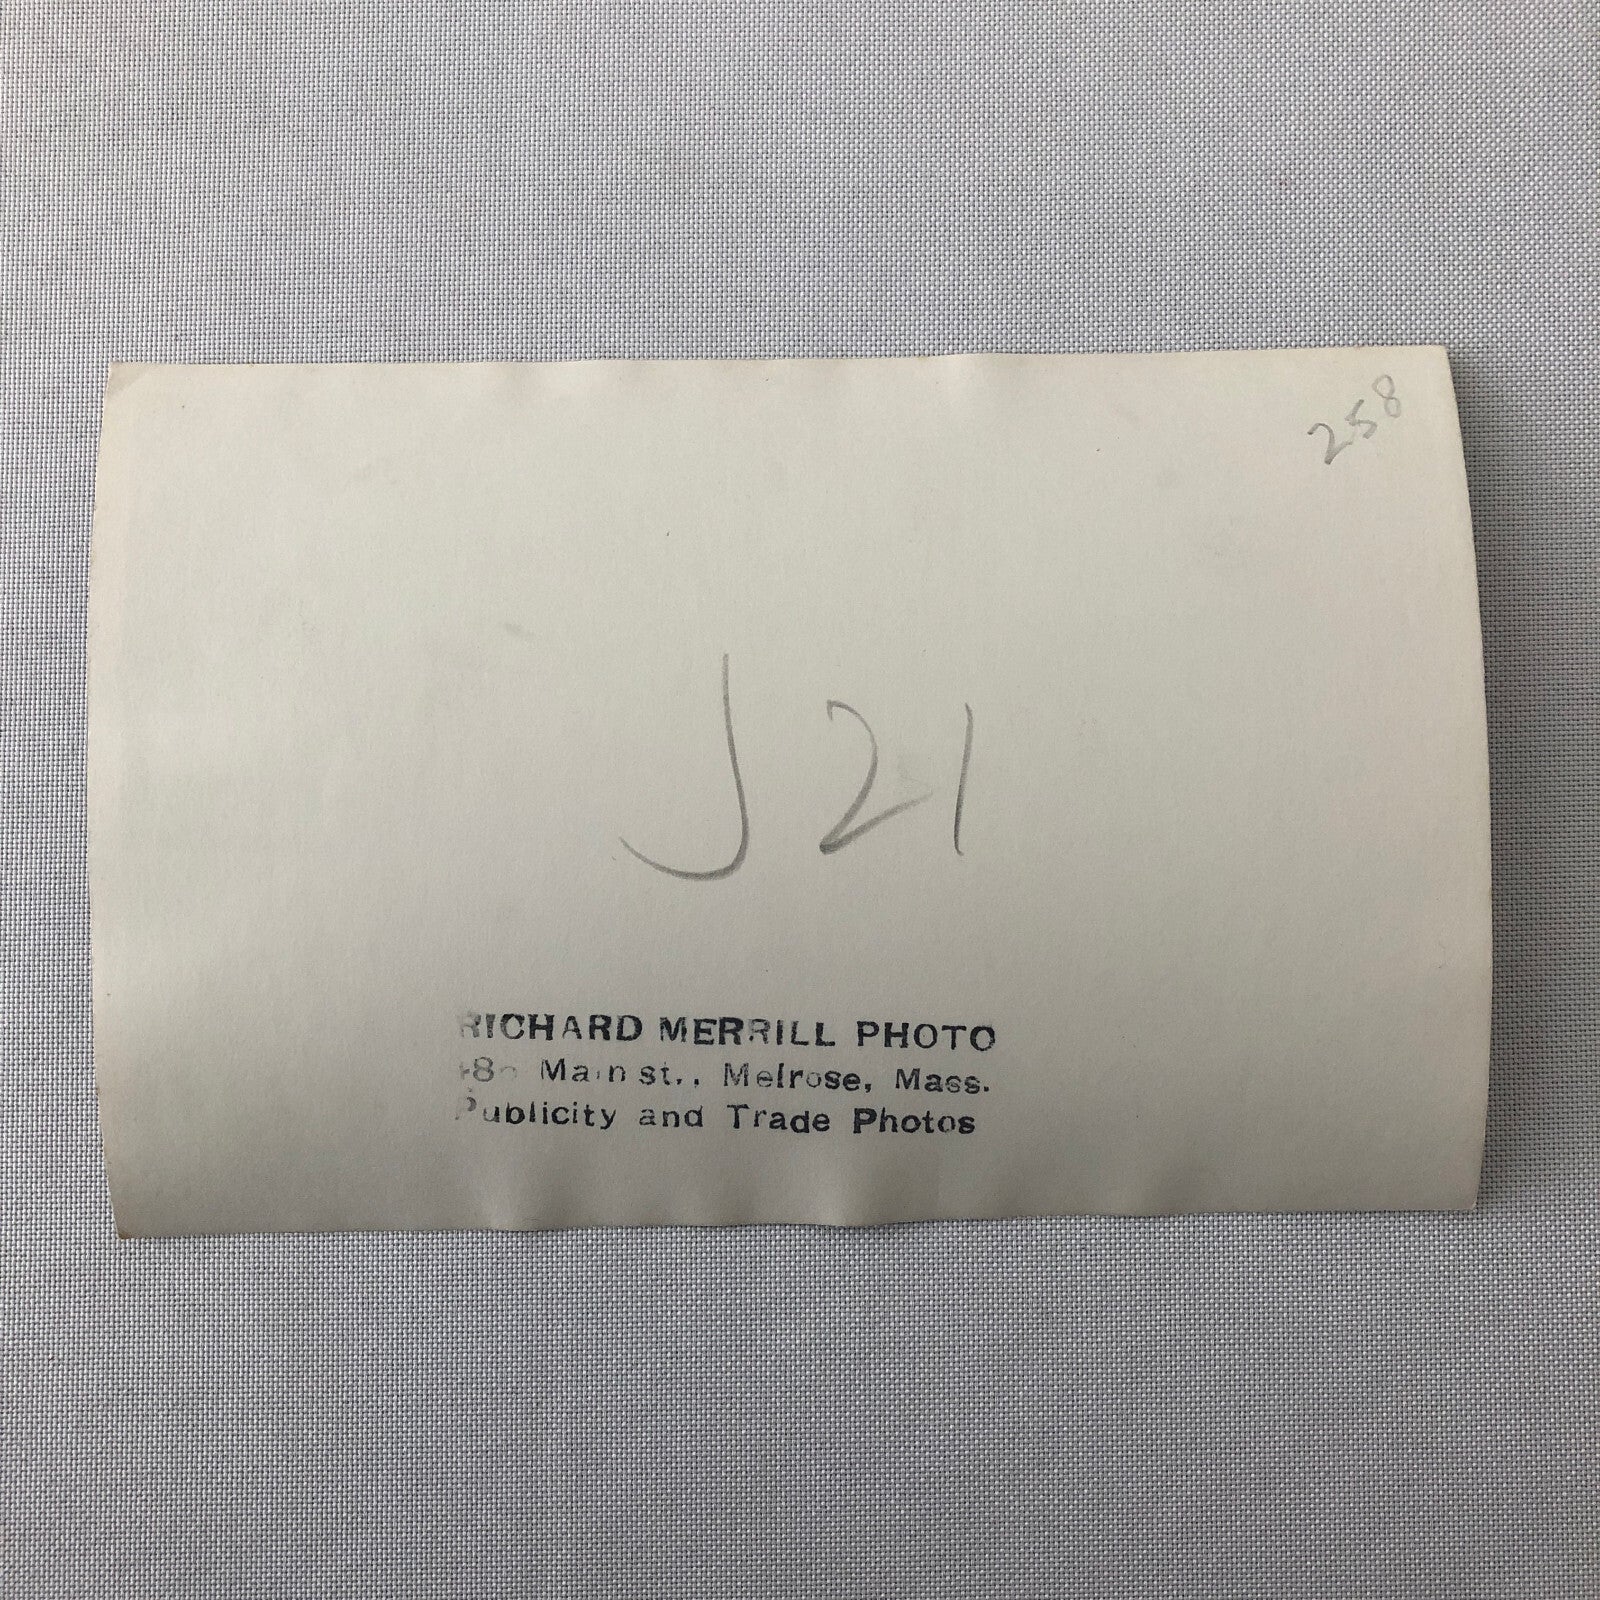 258
J21
RICHARD MERRILL PHOTO
Main st., Melrose, Mass.
Publicity and Trade Photos